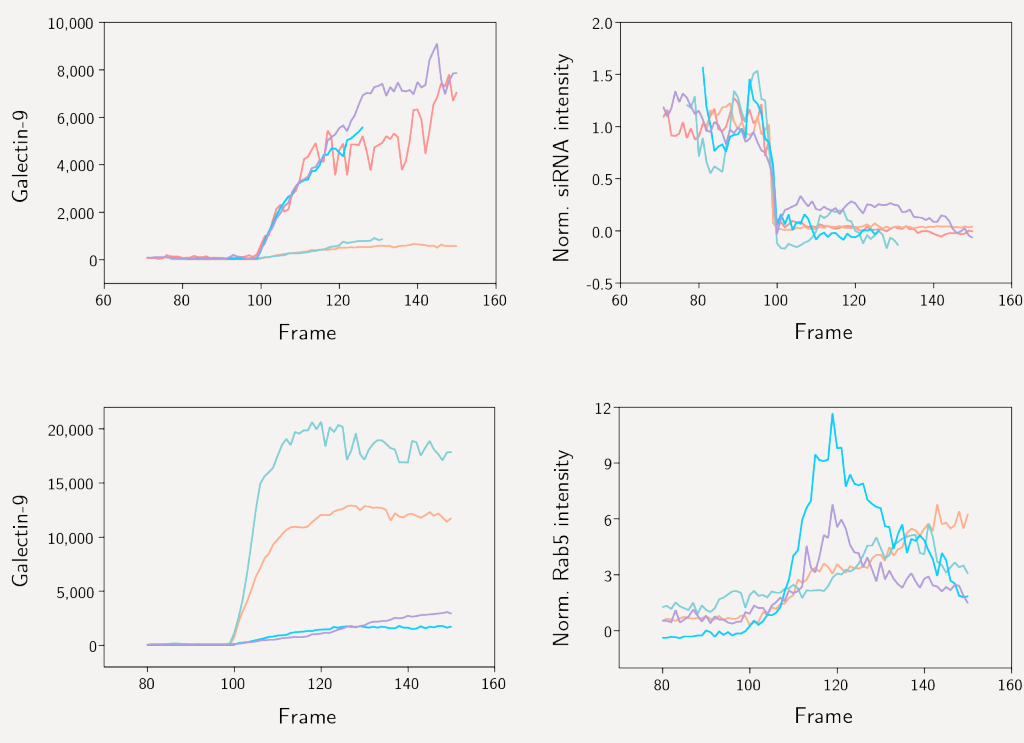 10,000
8,000
6,000
4,000
2,000
0
Galectin-9
60 80 100 120 140 160
Frame
2.0
1.5
1.0
0.5
0.0
-0.5
Norm. siRNA intensity
60 80 100 120 140 160
Frame
20,000
15,000
10,000
5,000
0
Galectin-9
80 100 120 140 160
Frame
12
9
6
3
0
Norm. Rab5 intensity
80 100 120 140 160
Frame